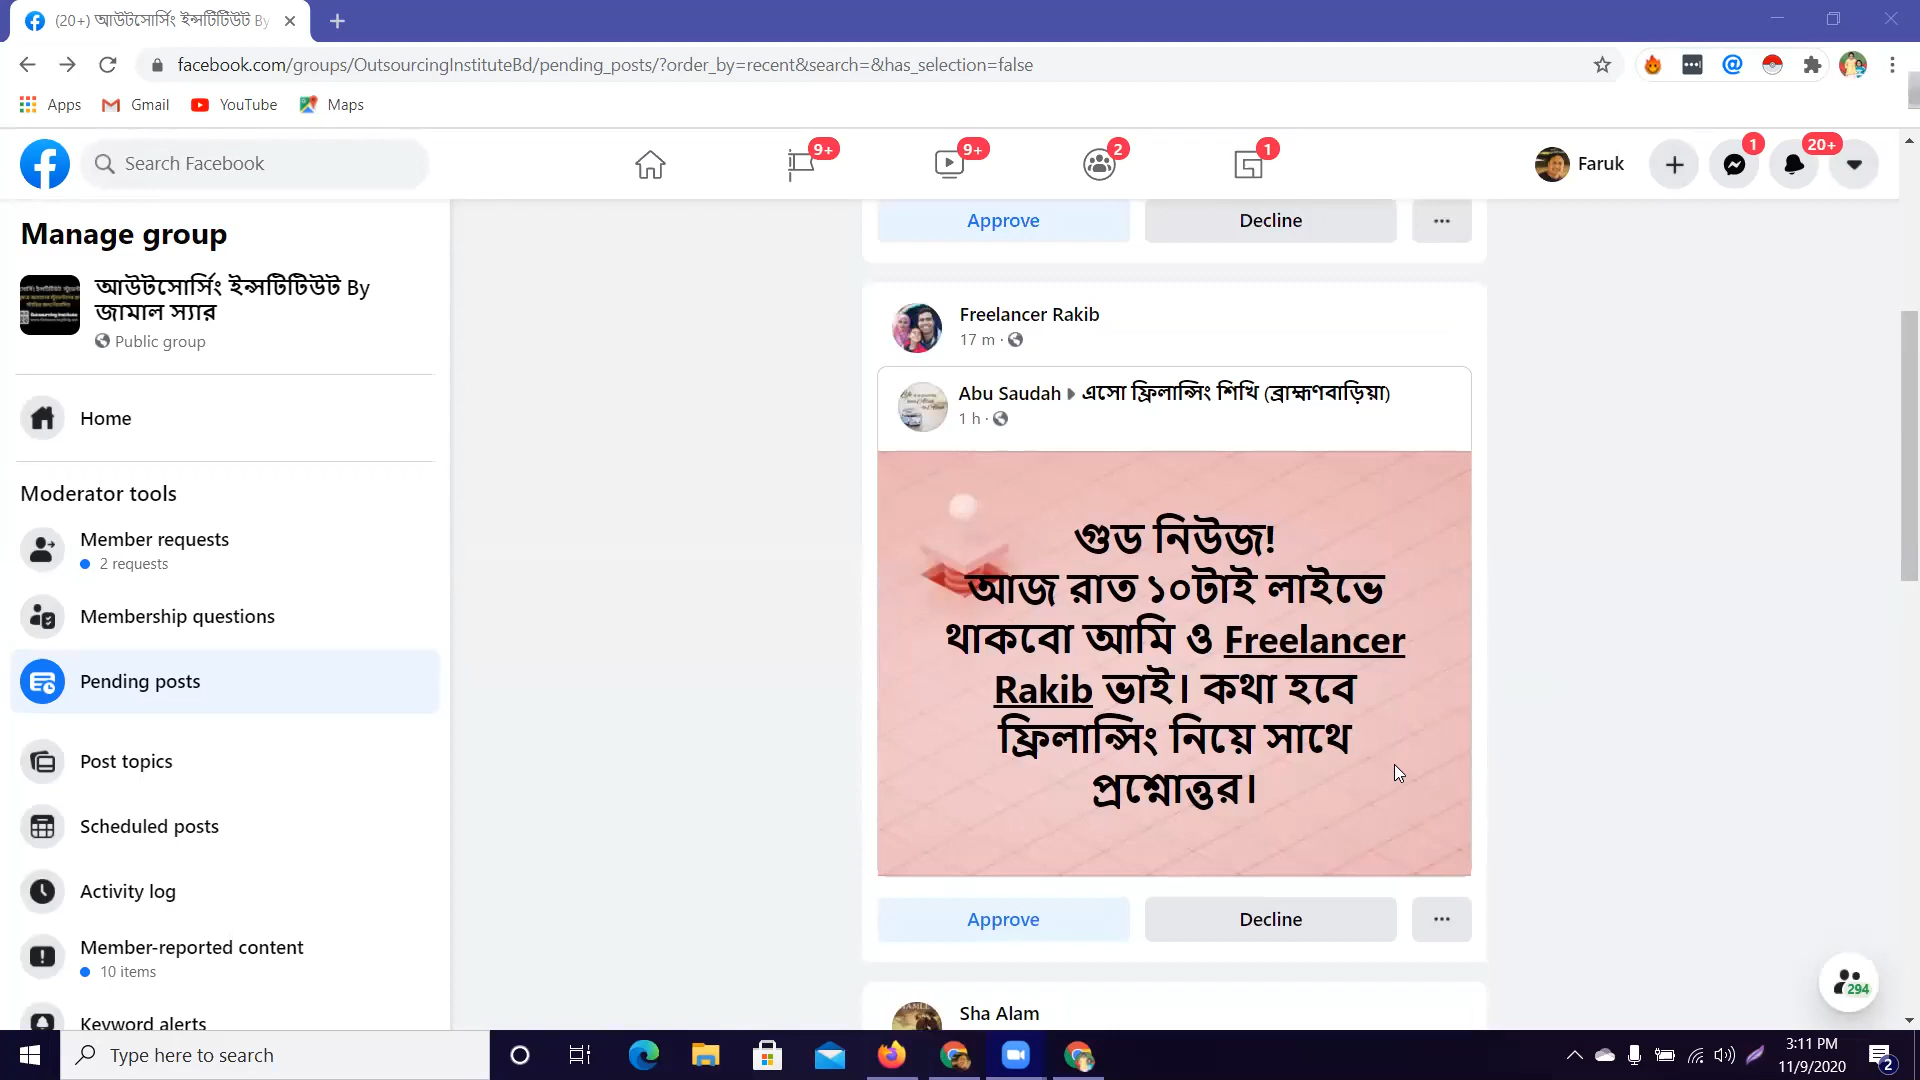 (20+) আউটসোর্সিং ইন্সটিটিউট By
facebook.com/groups/OutsourcingInstituteBd/pending_posts/?order_by=recent&search=&has_selection=false
Apps Gmail YouTube Maps
Search Facebook
9+ 9+ 2 1
Faruk
1 20+
Manage group
আউটসোর্সিং ইন্সটিটিউট By
জামাল স্যার
Public group
Home
Moderator tools
Member requests
2 requests
Membership questions
Pending posts
Post topics
Scheduled posts
Activity log
Member-reported content
10 items
Keyword alerts
Approve Decline
Freelancer Rakib
17 m
Abu Saudah এসো ফ্রিলান্সিং শিখি (ব্রাহ্মণবাড়িয়া)
1 h
গুড নিউজ!
আজ রাত ১০টাই লাইভে
থাকবো আমি ও Freelancer
Rakib ভাই। কথা হবে
ফ্রিলান্সিং নিয়ে সাথে
প্রশ্নোত্তর।
Approve Decline
Sha Alam
294
Type here to search
3:11 PM
11/9/2020
2